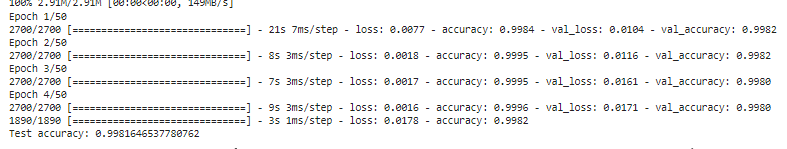 100% 2.91M/2.91M [00:00<00:00, 149MB/s]
Epoch 1/50
2700/2700 [==============================] - 21s 7ms/step - loss: 0.0077 - accuracy: 0.9984 - val_loss: 0.0104 - val_accuracy: 0.9982
Epoch 2/50
2700/2700 [==============================] - 8s 3ms/step - loss: 0.0018 - accuracy: 0.9995 - val_loss: 0.0116 - val_accuracy: 0.9982
Epoch 3/50
2700/2700 [==============================] - 7s 3ms/step - loss: 0.0017 - accuracy: 0.9995 - val_loss: 0.0161 - val_accuracy: 0.9980
Epoch 4/50
2700/2700 [==============================] - 9s 3ms/step - loss: 0.0016 - accuracy: 0.9996 - val_loss: 0.0171 - val_accuracy: 0.9980
1890/1890 [==============================] - 3s 1ms/step - loss: 0.0178 - accuracy: 0.9982
Test accuracy: 0.9981646537780762